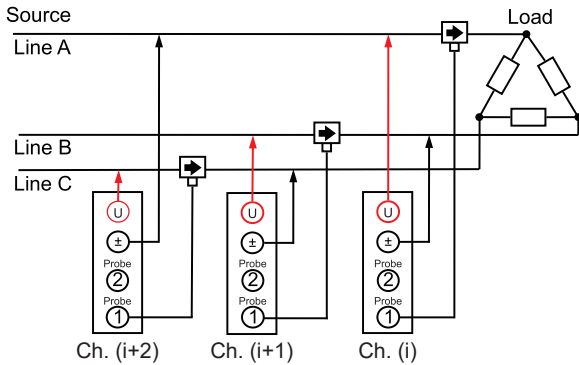 Source
Load
Line A
Line B
Line C
U
U
U
±
±
±
Probe
Probe
Probe
2
2
2
Probe
Probe
Probe
1
1
1
Ch. (i+2)
Ch. (i+1)
Ch. (i)